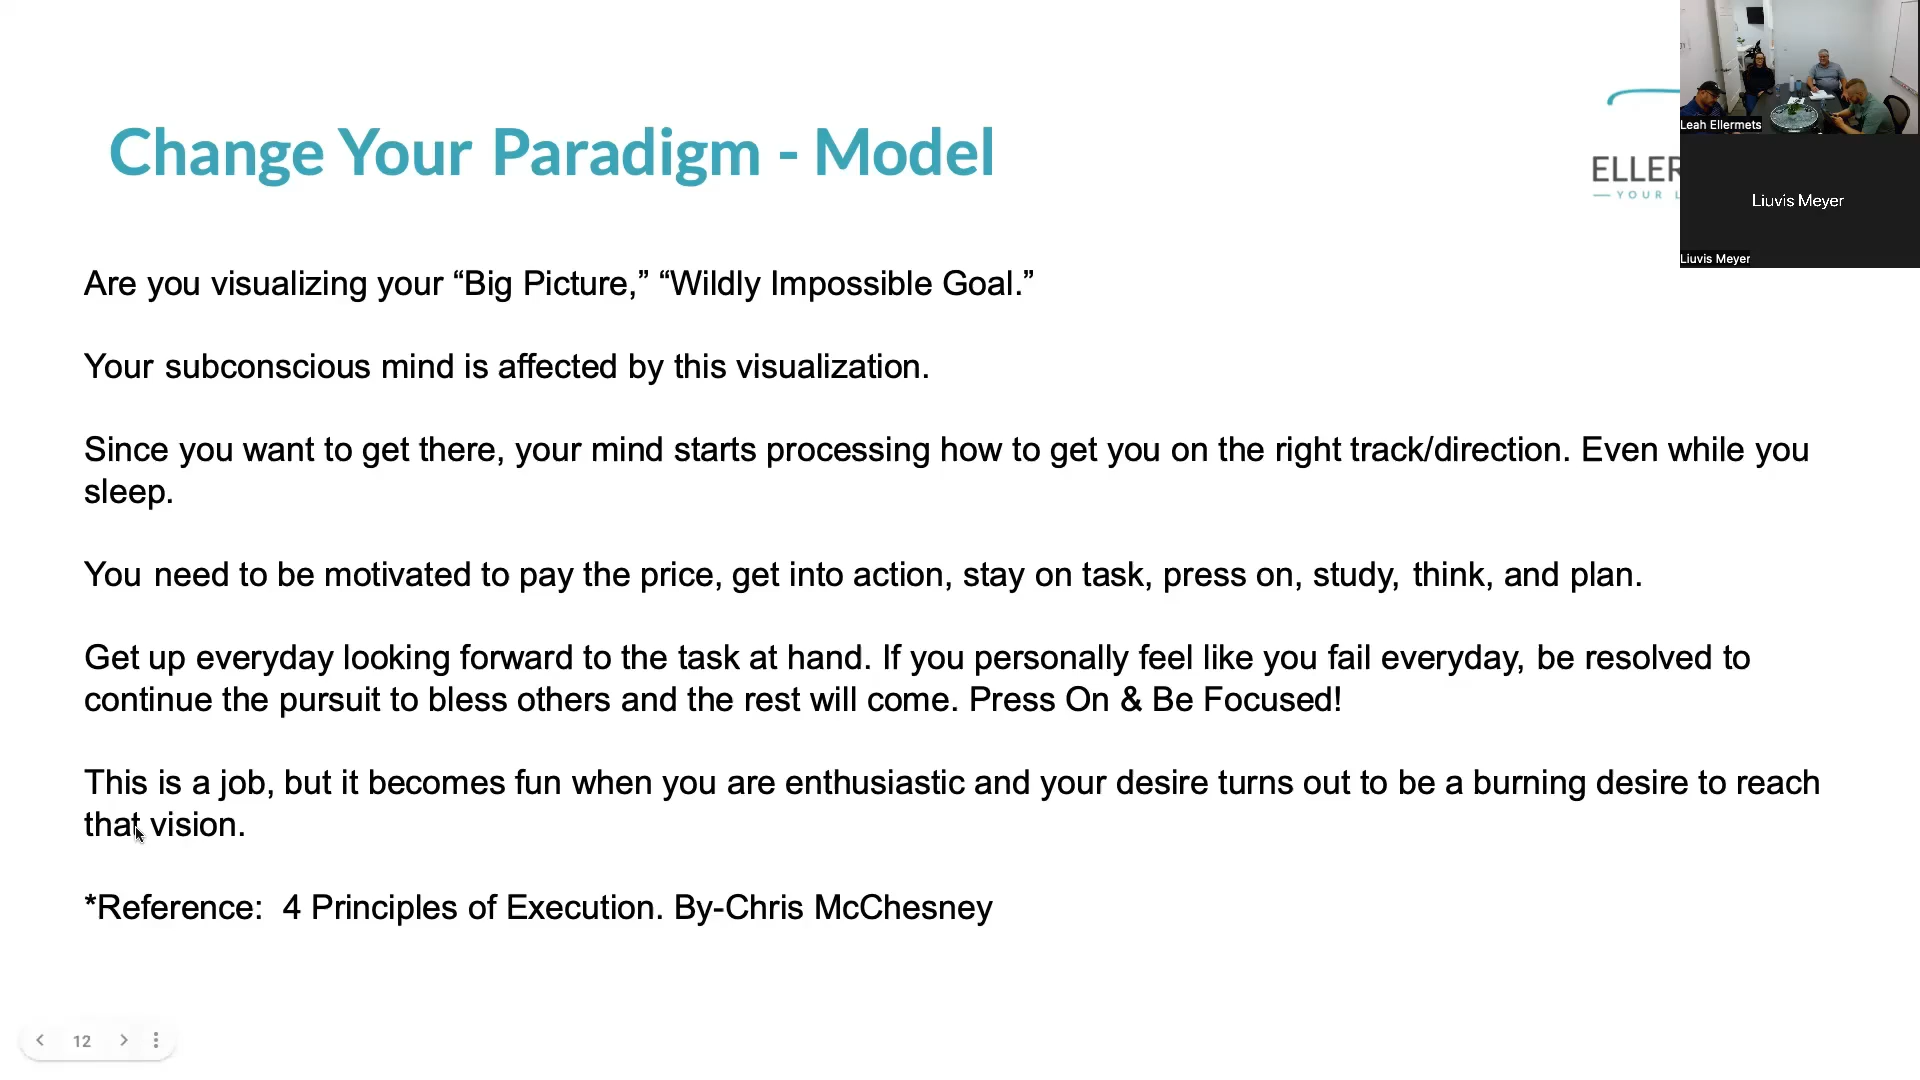 Change Your Paradigm - Model
ELLER
YOUR
Leah Ellermets
Liuvis Meyer
Liuvis Meyer
Are you visualizing your “Big Picture,” “Wildly Impossible Goal.”
Your subconscious mind is affected by this visualization.
Since you want to get there, your mind starts processing how to get you on the right track/direction. Even while you
sleep.
You need to be motivated to pay the price, get into action, stay on task, press on, study, think, and plan.
Get up everyday looking forward to the task at hand. If you personally feel like you fail everyday, be resolved to
continue the pursuit to bless others and the rest will come. Press On & Be Focused!
This is a job, but it becomes fun when you are enthusiastic and your desire turns out to be a burning desire to reach
that vision.
*Reference:  4 Principles of Execution. By-Chris McChesney
12